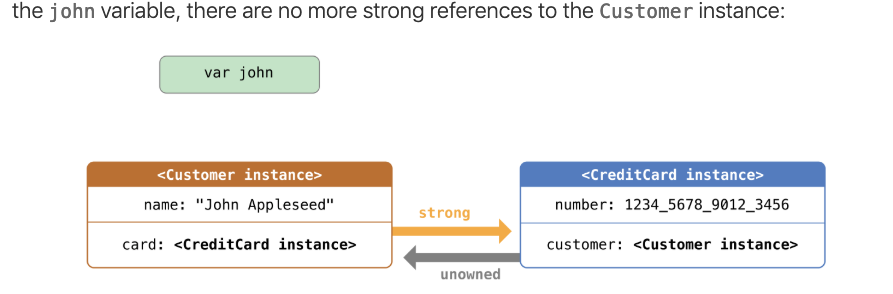 the john variable, there are no more strong references to the Customer instance:
var john
<Customer instance>
name: "John Appleseed"
card: <CreditCard instance>
strong
unowned
<CreditCard instance>
number: 1234_5678_9012_3456
customer: <Customer instance>